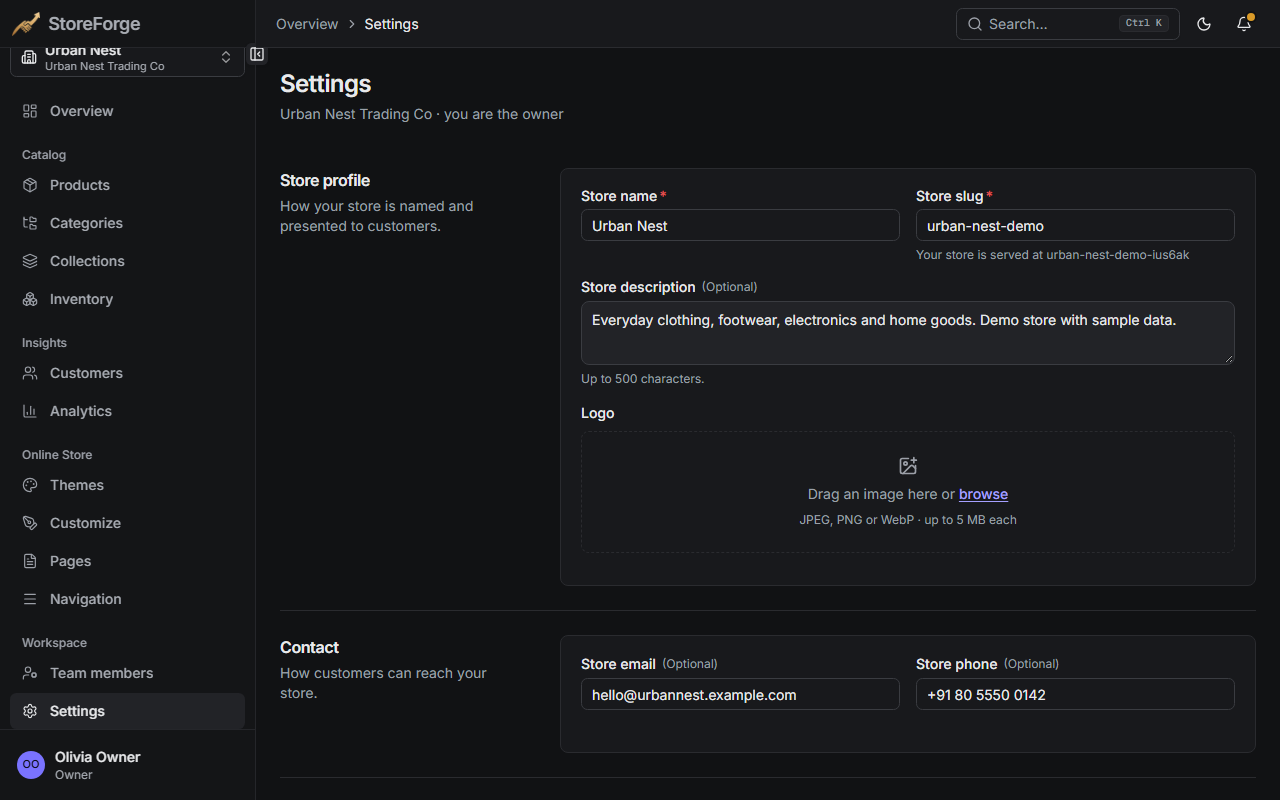 StoreForge
Overview > Settings
Search...
Ctrl K
Urban Nest
Urban Nest Trading Co
Overview
Catalog
Products
Categories
Collections
Inventory
Insights
Customers
Analytics
Online Store
Themes
Customize
Pages
Navigation
Workspace
Team members
Settings
OO
Olivia Owner
Owner
Settings
Urban Nest Trading Co · you are the owner
Store profile
How your store is named and
presented to customers.
Store name *
Urban Nest
Store slug *
urban-nest-demo
Your store is served at urban-nest-demo-ius6ak
Store description (Optional)
Everyday clothing, footwear, electronics and home goods. Demo store with sample data.
Up to 500 characters.
Logo
Drag an image here or browse
JPEG, PNG or WebP · up to 5 MB each
Contact
How customers can reach your
store.
Store email (Optional)
hello@urbannest.example.com
Store phone (Optional)
+91 80 5550 0142